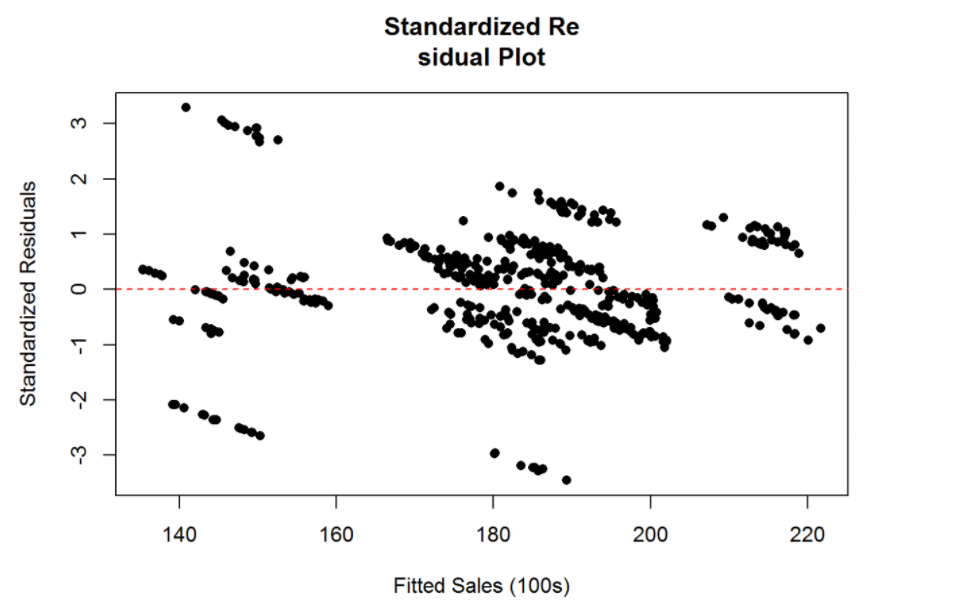 Standardized Re
sidual Plot
Standardized Residuals
3
2
1
0
-1
-2
-3
140 160 180 200 220
Fitted Sales (100s)